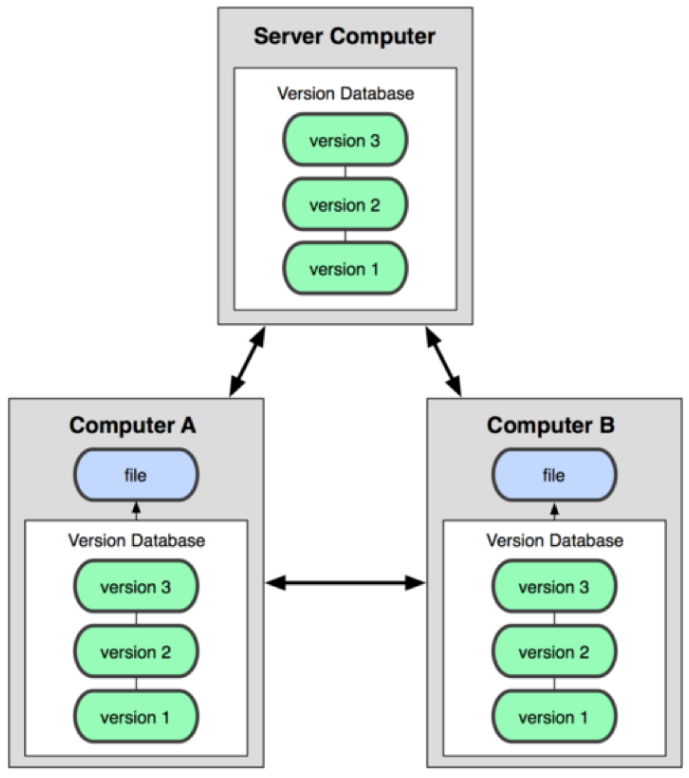 Server Computer
Version Database
version 3
version 2
version 1
Computer A
file
Version Database
version 3
version 2
version 1
Computer B
file
Version Database
version 3
version 2
version 1